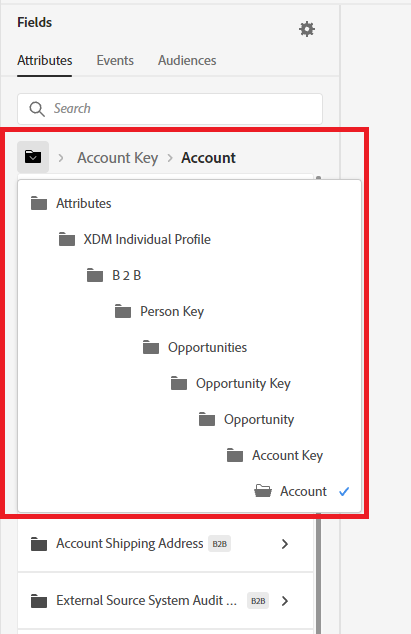 Fields
Attributes Events Audiences
Search
Account Key > Account
Attributes
XDM Individual Profile
B 2 B
Person Key
Opportunities
Opportunity Key
Opportunity
Account Key
Account
Account Shipping Address B2B
External Source System Audit ... B2B